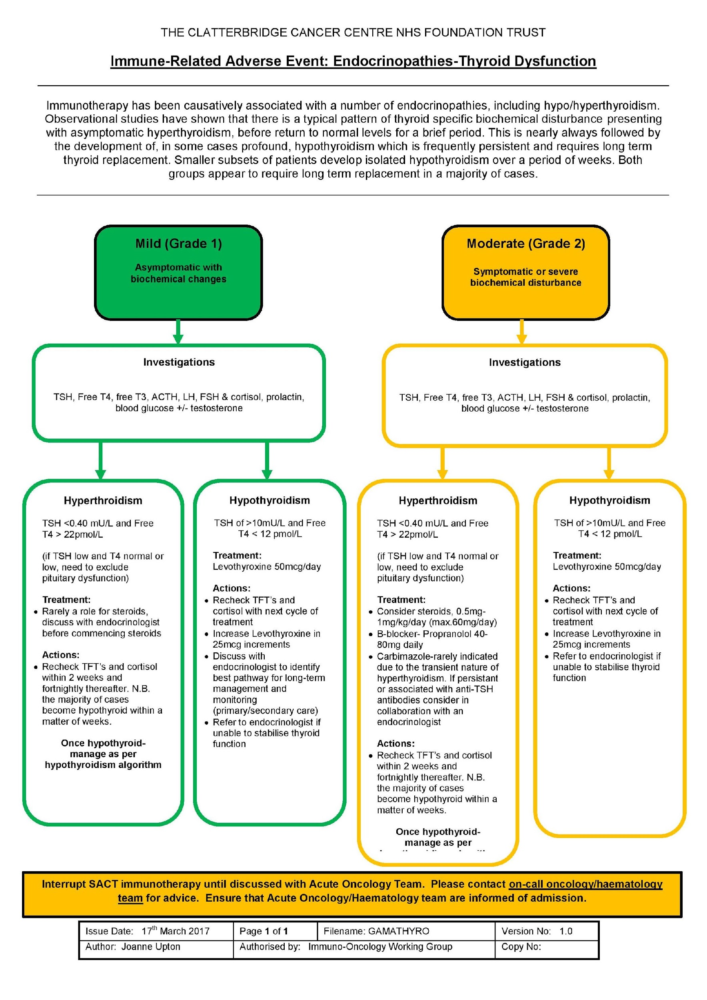 THE CLATTERBRIDGE CANCER CENTRE NHS FOUNDATION TRUST
Immune-Related Adverse Event: Endocrinopathies-Thyroid Dysfunction
Immunotherapy has been causatively associated with a number of endocrinopathies, including hypo/hyperthyroidism.
Observational studies have shown that there is a typical pattern of thyroid specific biochemical disturbance presenting
with asymptomatic hyperthyroidism, before return to normal levels for a brief period. This is nearly always followed by
the development of, in some cases profound, hypothyroidism which is frequently persistent and requires long term
thyroid replacement. Smaller subsets of patients develop isolated hypothyroidism over a period of weeks. Both
groups appear to require long term replacement in a majority of cases.
Mild (Grade 1)
Asymptomatic with
biochemical changes
Moderate (Grade 2)
Symptomatic or severe
biochemical disturbance
Investigations
TSH, Free T4, free T3, ACTH, LH, FSH & cortisol, prolactin,
blood glucose +/- testosterone
Investigations
TSH, Free T4, free T3, ACTH, LH, FSH & cortisol, prolactin,
blood glucose +/- testosterone
Hyperthroidism
TSH <0.40 mU/L and Free
T4 > 22pmol/L
(if TSH low and T4 normal or
low, need to exclude
pituitary dysfunction)
Treatment:
• Rarely a role for steroids,
discuss with endocrinologist
before commencing steroids
Actions:
• Recheck TFT's and cortisol
within 2 weeks and
fortnightly thereafter. N.B.
the majority of cases
become hypothyroid within a
matter of weeks.
Once hypothyroid-
manage as per
hypothyroidism algorithm
Hypothyroidism
TSH of >10mU/L and Free
T4 < 12 pmol/L
Treatment:
Levothyroxine 50mcg/day
Actions:
• Recheck TFT's and
cortisol with next cycle of
treatment
• Increase Levothyroxine in
25mcg increments
• Discuss with
endocrinologist to identify
best pathway for long-term
management and
monitoring
(primary/secondary care)
• Refer to endocrinologist if
unable to stabilise thyroid
function
Hyperthroidism
TSH <0.40 mU/L and Free
T4 > 22pmol/L
(if TSH low and T4 normal or
low, need to exclude
pituitary dysfunction)
Treatment:
• Consider steroids, 0.5mg-
1mg/kg/day (max.60mg/day)
• B-blocker- Propranolol 40-
80mg daily
• Carbimazole-rarely indicated
due to the transient nature of
hyperthyroidism. If persistant
or associated with anti-TSH
antibodies consider in
collaboration with an
endocrinologist
Actions:
• Recheck TFT's and cortisol
within 2 weeks and
fortnightly thereafter. N.B.
the majority of cases
become hypothyroid within a
matter of weeks.
Once hypothyroid-
manage as per
Hypothyroidism
TSH of >10mU/L and Free
T4 < 12 pmol/L
Treatment:
Levothyroxine 50mcg/day
Actions:
• Recheck TFT's and
cortisol with next cycle of
treatment
• Increase Levothyroxine in
25mcg increments
• Refer to endocrinologist if
unable to stabilise thyroid
function
Interrupt SACT immunotherapy until discussed with Acute Oncology Team. Please contact on-call oncology/haematology
team for advice. Ensure that Acute Oncology/Haematology team are informed of admission.
Issue Date: 17th March 2017 Page 1 of 1 Filename: GAMATHYRO Version No: 1.0
Author: Joanne Upton Authorised by: Immuno-Oncology Working Group Copy No: